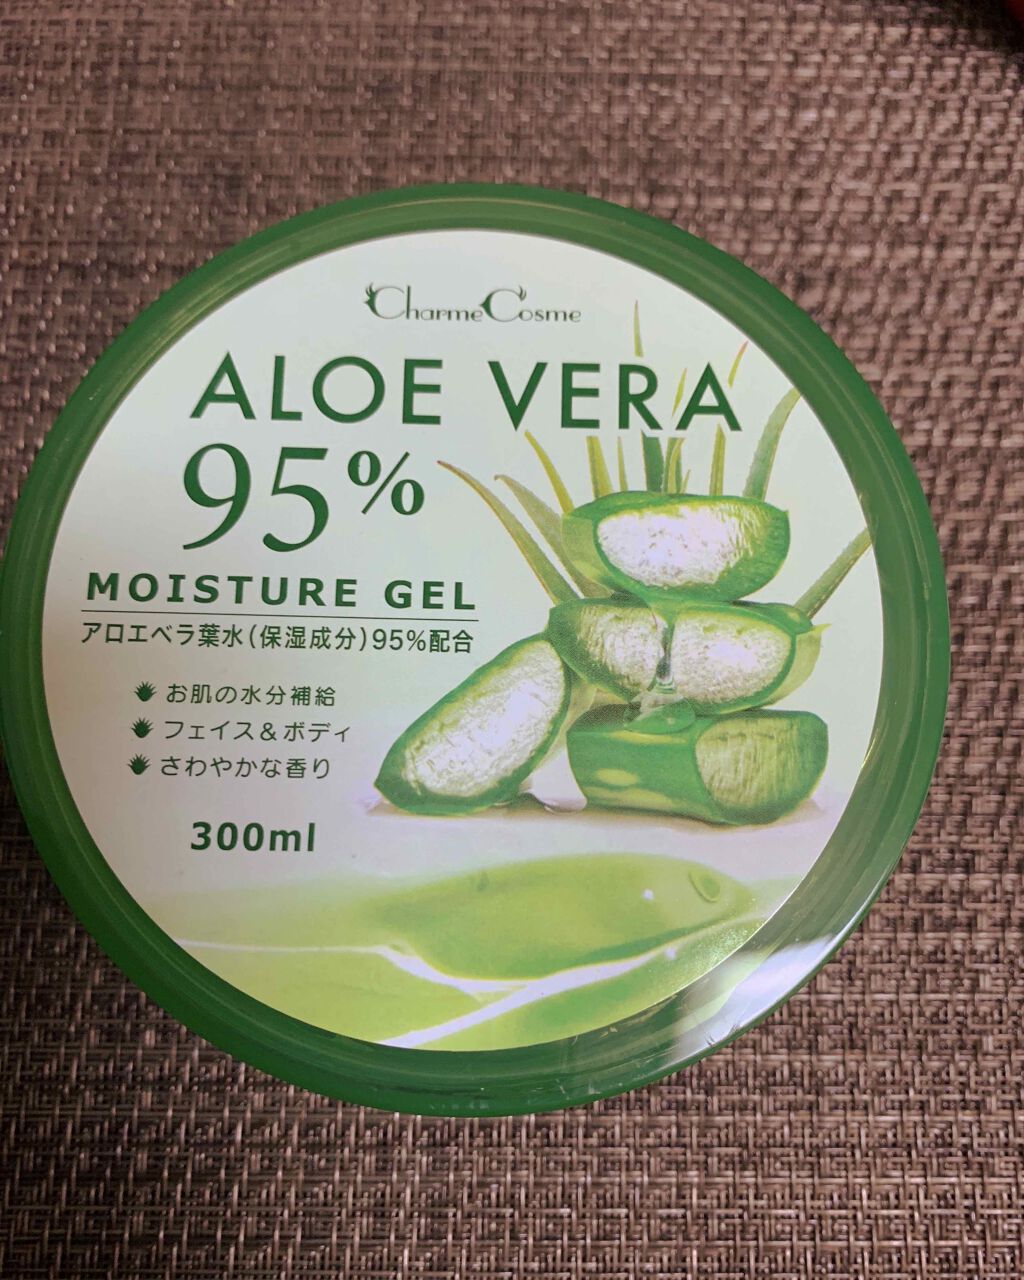 Charme Cosme
ALOE VERA
95%
MOISTURE GEL
アロエベラ葉水(保湿成分)95%配合
お肌の水分補給
フェイス&ボディ
さわやかな香り
300ml